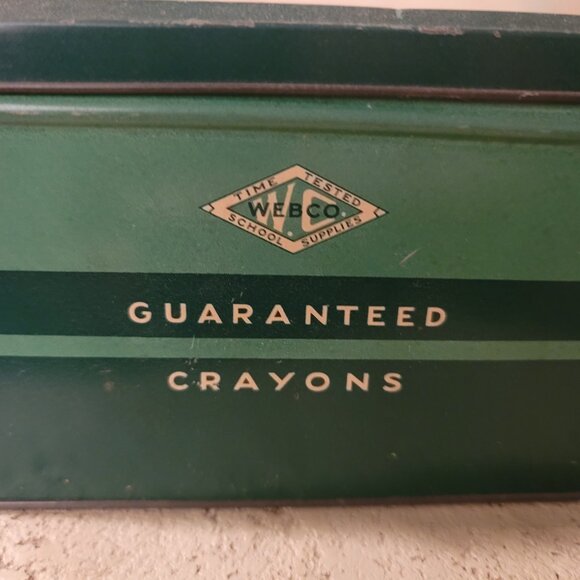 TIME TESTED
W.C.
WEBCO
SCHOOL SUPPLIES
GUARANTEED
CRAYONS